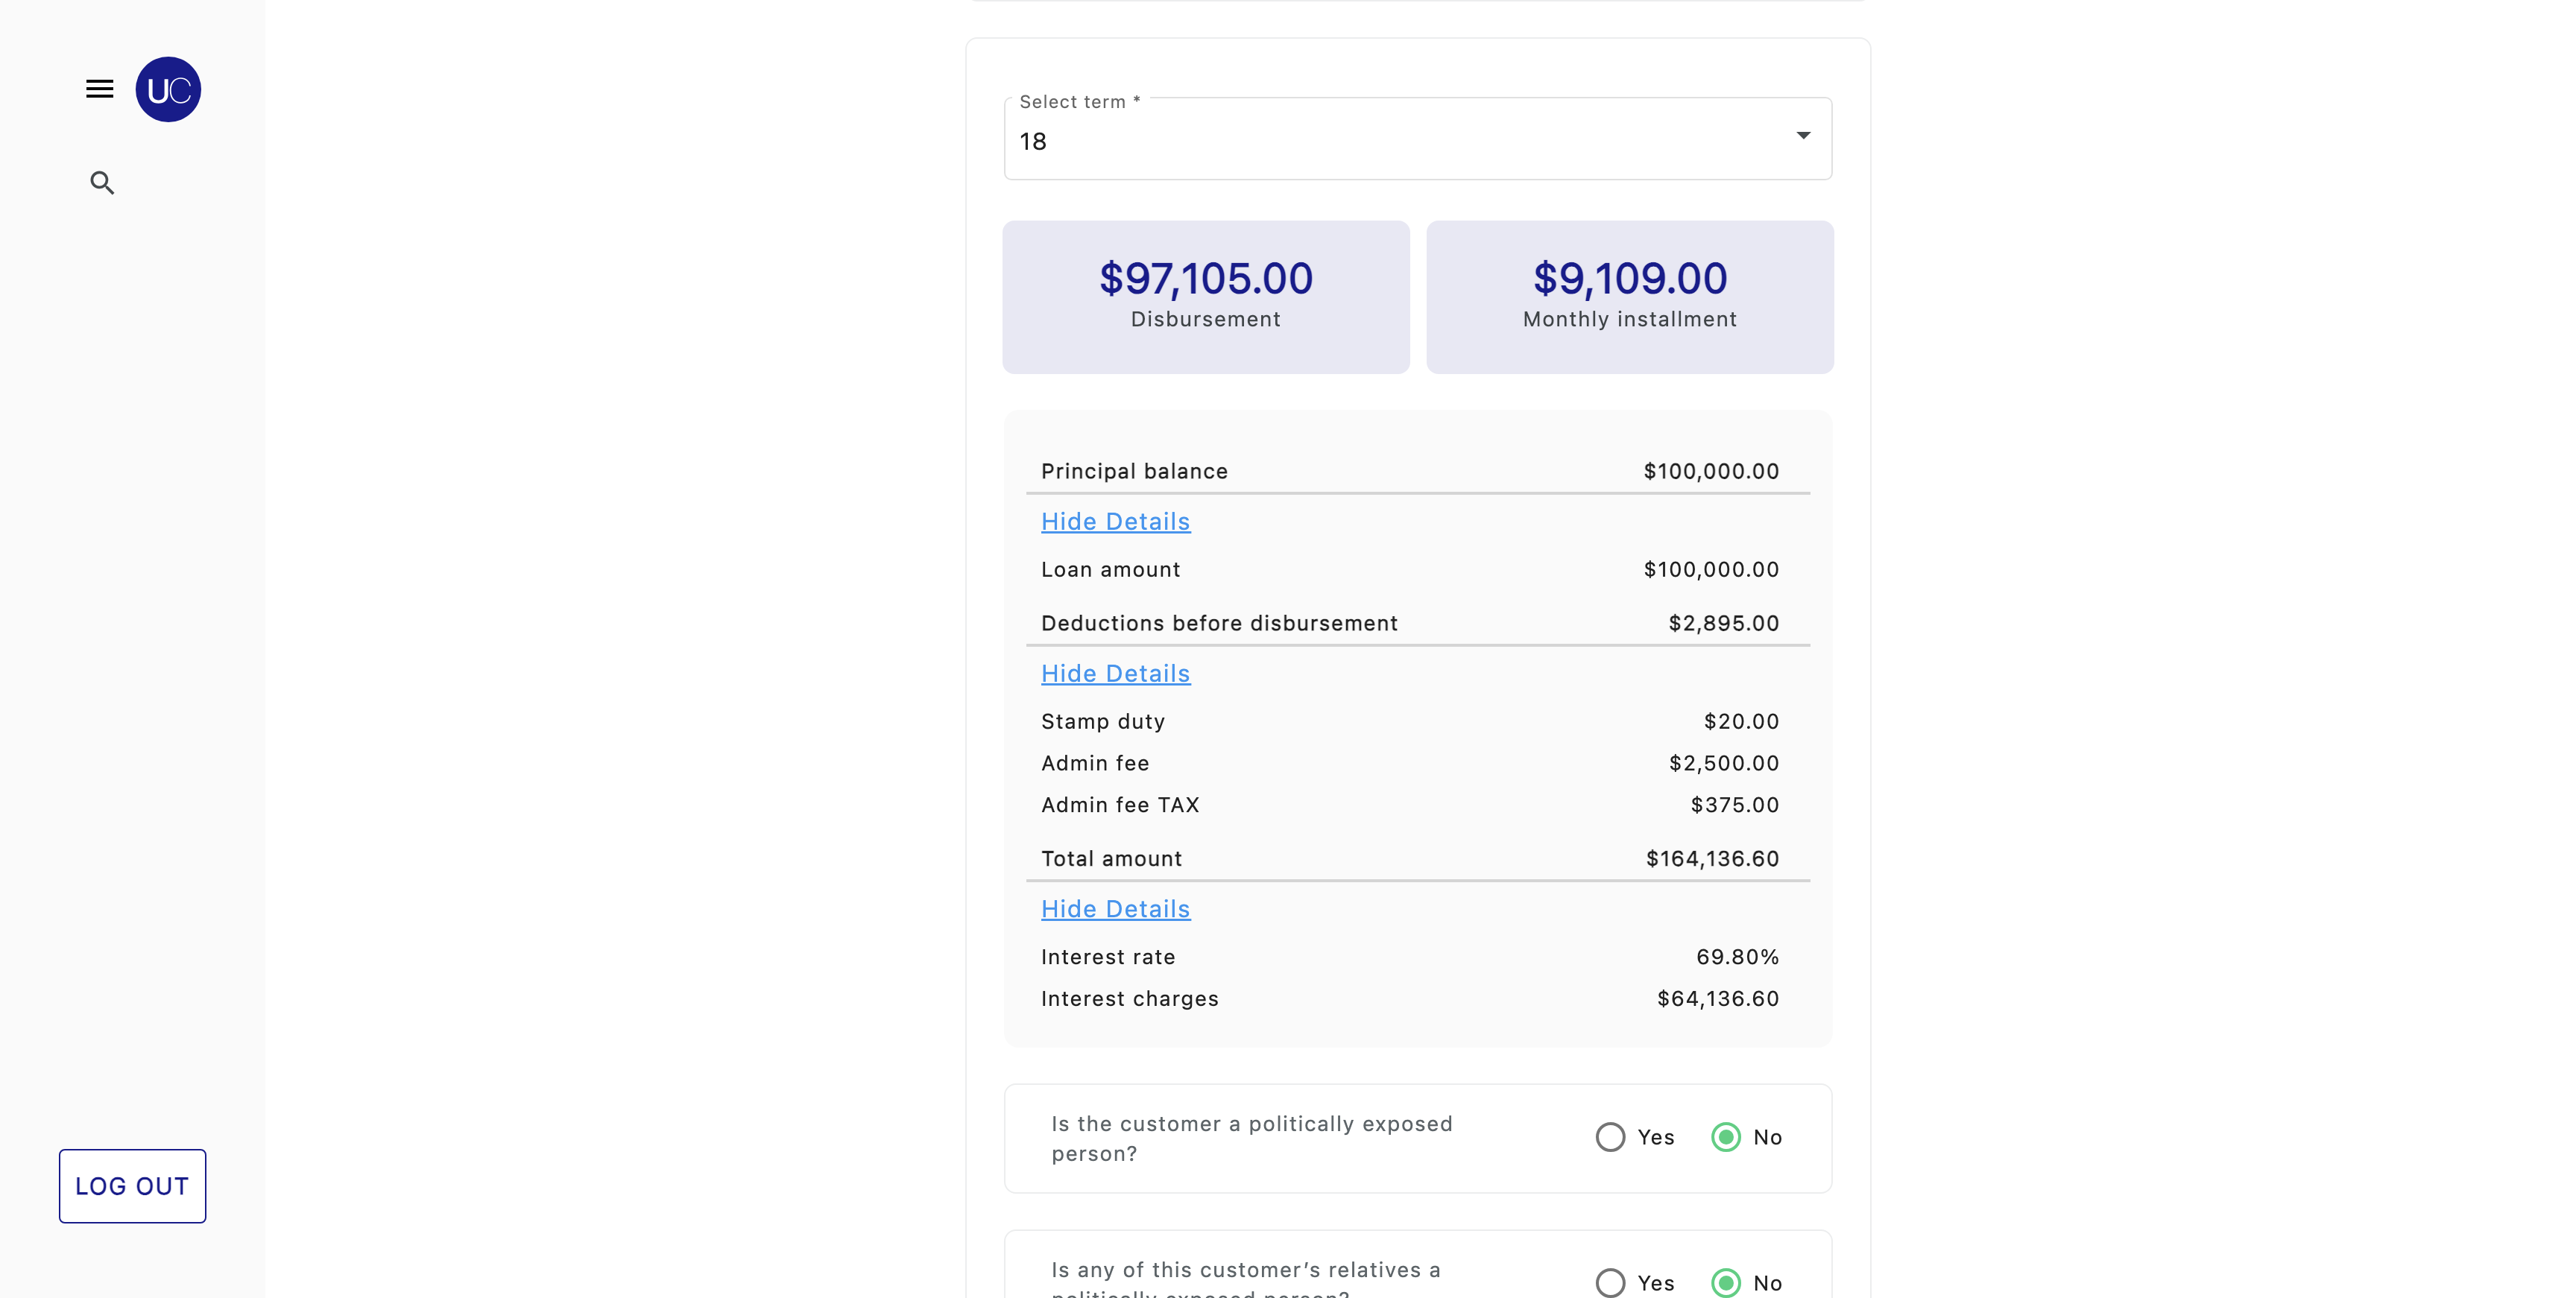 UC
Select term *
18
$97,105.00
Disbursement
$9,109.00
Monthly installment
Principal balance $100,000.00
Hide Details
Loan amount $100,000.00
Deductions before disbursement $2,895.00
Hide Details
Stamp duty $20.00
Admin fee $2,500.00
Admin fee TAX $375.00
Total amount $164,136.60
Hide Details
Interest rate 69.80%
Interest charges $64,136.60
Is the customer a politically exposed
person?
Yes No
LOG OUT
Is any of this customer’s relatives a
politically exposed person?
Yes No